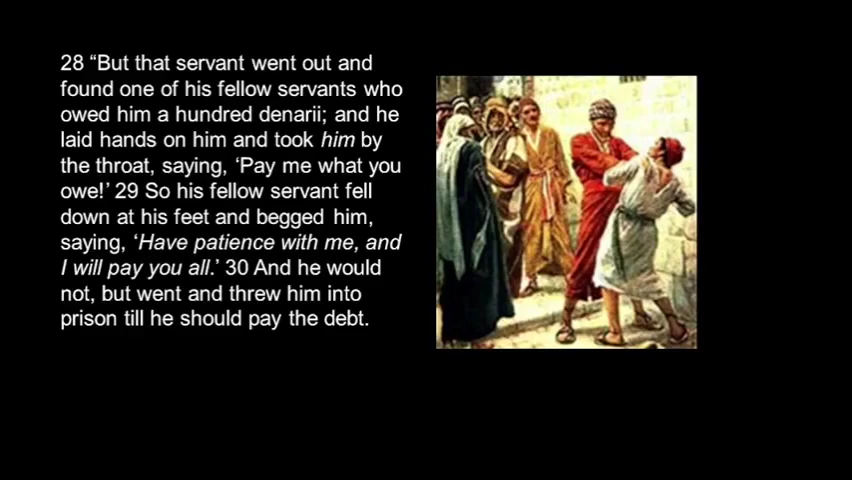 28 “But that servant went out and
found one of his fellow servants who
owed him a hundred denarii; and he
laid hands on him and took him by
the throat, saying, ‘Pay me what you
owe!’ 29 So his fellow servant fell
down at his feet and begged him,
saying, ‘Have patience with me, and
I will pay you all.’ 30 And he would
not, but went and threw him into
prison till he should pay the debt.